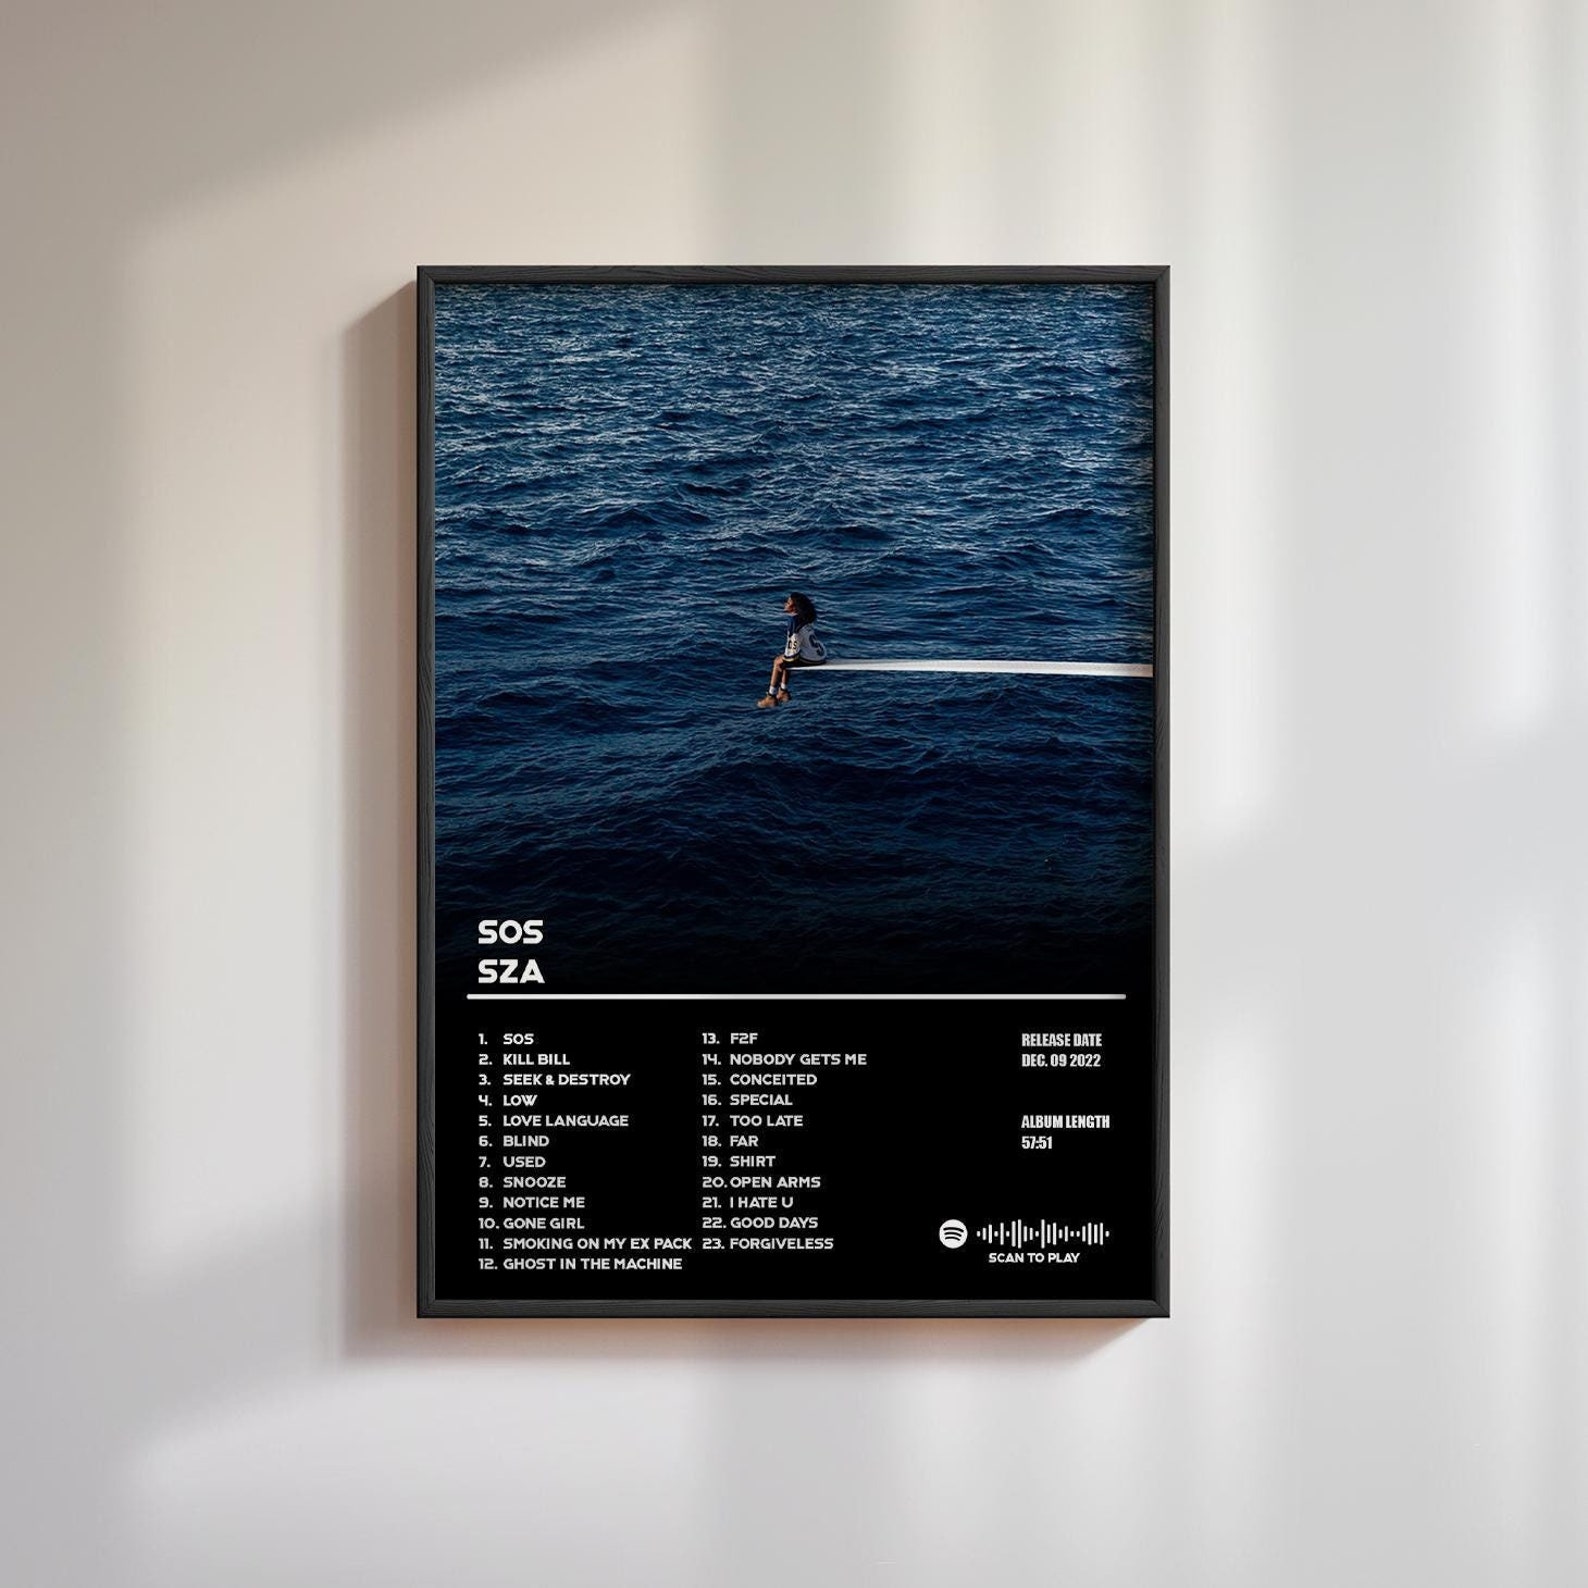 SOS
SZA
1. SOS
2. KILL BILL
3. SEEK & DESTROY
4. LOW
5. LOVE LANGUAGE
6. BLIND
7. USED
8. SNOOZE
9. NOTICE ME
10. GONE GIRL
11. SMOKING ON MY EX PACK
12. GHOST IN THE MACHINE
13. F2F
14. NOBODY GETS ME
15. CONCEITED
16. SPECIAL
17. TOO LATE
18. FAR
19. SHIRT
20. OPEN ARMS
21. I HATE U
22. GOOD DAYS
23. FORGIVELESS
RELEASE DATE
DEC. 09 2022
ALBUM LENGTH
57:51
SCAN TO PLAY